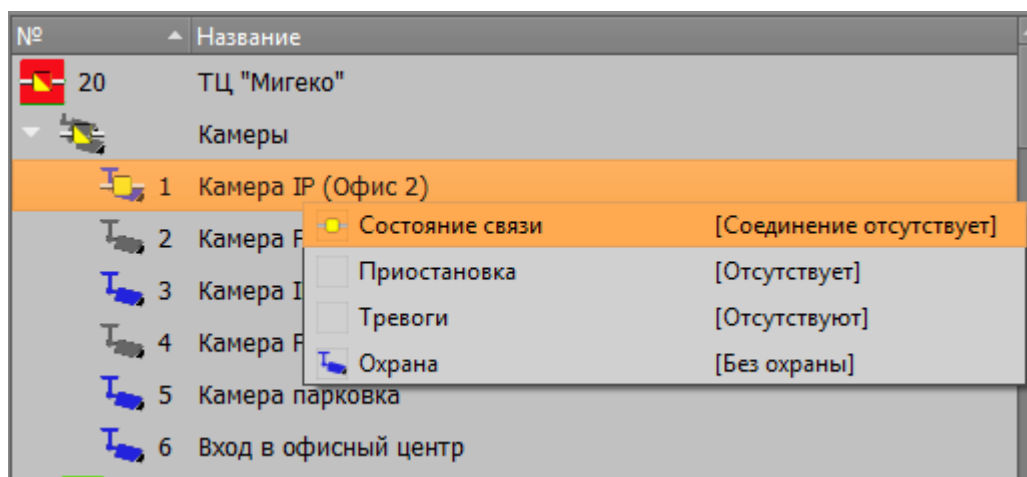 № Название
20 ТЦ "Мигеко"
Камеры
1 Камера IP (Офис 2)
Состояние связи [Соединение отсутствует]
2 Камера F
Приостановка [Отсутствует]
3 Камера I
Тревоги [Отсутствуют]
4 Камера F
Охрана [Без охраны]
5 Камера парковка
6 Вход в офисный центр